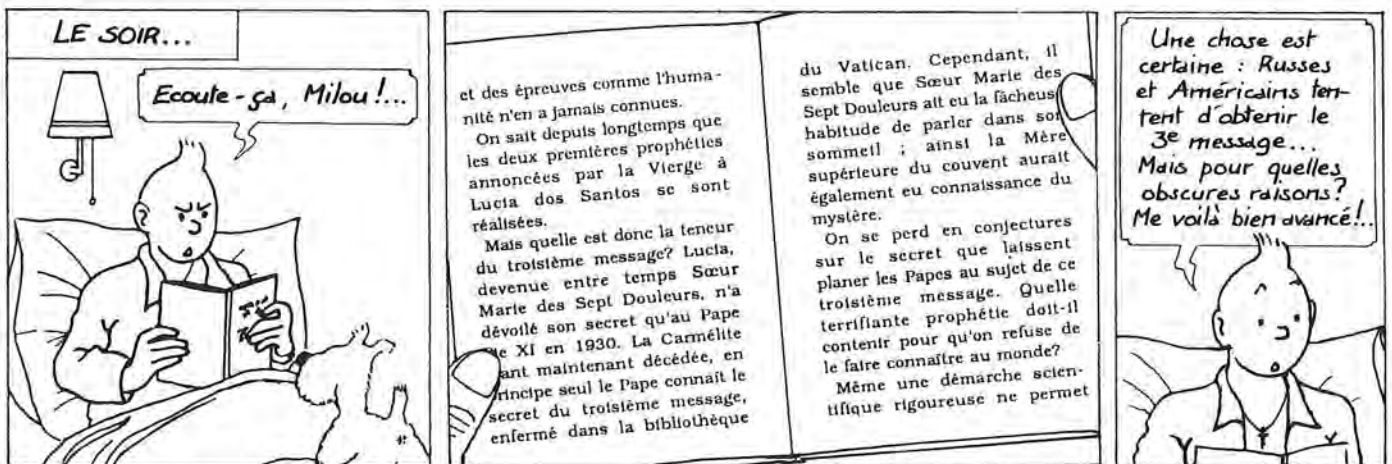 LE SOIR...
Ecoute-ça, Milou!...
et des épreuves comme l'huma-
nité n'en a jamais connues.
On sait depuis longtemps que
les deux premières prophéties
annoncées par la Vierge à
Lucia dos Santos se sont
réalisées.
Mais quelle est donc la teneur
du troisième message? Lucia,
devenue entre temps Sœur
Marie des Sept Douleurs, n'a
dévoilé son secret qu'au Pape
XI en 1930. La Carmélite
ant maintenant décédée, en
rincipe seul le Pape connaît le
secret du troisième message,
enfermé dans la bibliothèque
du Vatican. Cependant, il
semble que Sœur Marie des
Sept Douleurs ait eu la fâcheus
habitude de parler dans son
sommeil ; ainsi la Mère
supérieure du couvent aurait
également eu connaissance du
mystère.
On se perd en conjectures
sur le secret que laissent
planer les Papes au sujet de ce
troisième message. Quelle
terrifiante prophétie doit-il
contenir pour qu'on refuse de
le faire connaître au monde?
Même une démarche scien-
tifique rigoureuse ne permet
Une chose est
certaine : Russes
et Américains ten-
tent d'obtenir le
3e message...
Mais pour quelles
obscures raisons?
Me voilà bien avancé!...